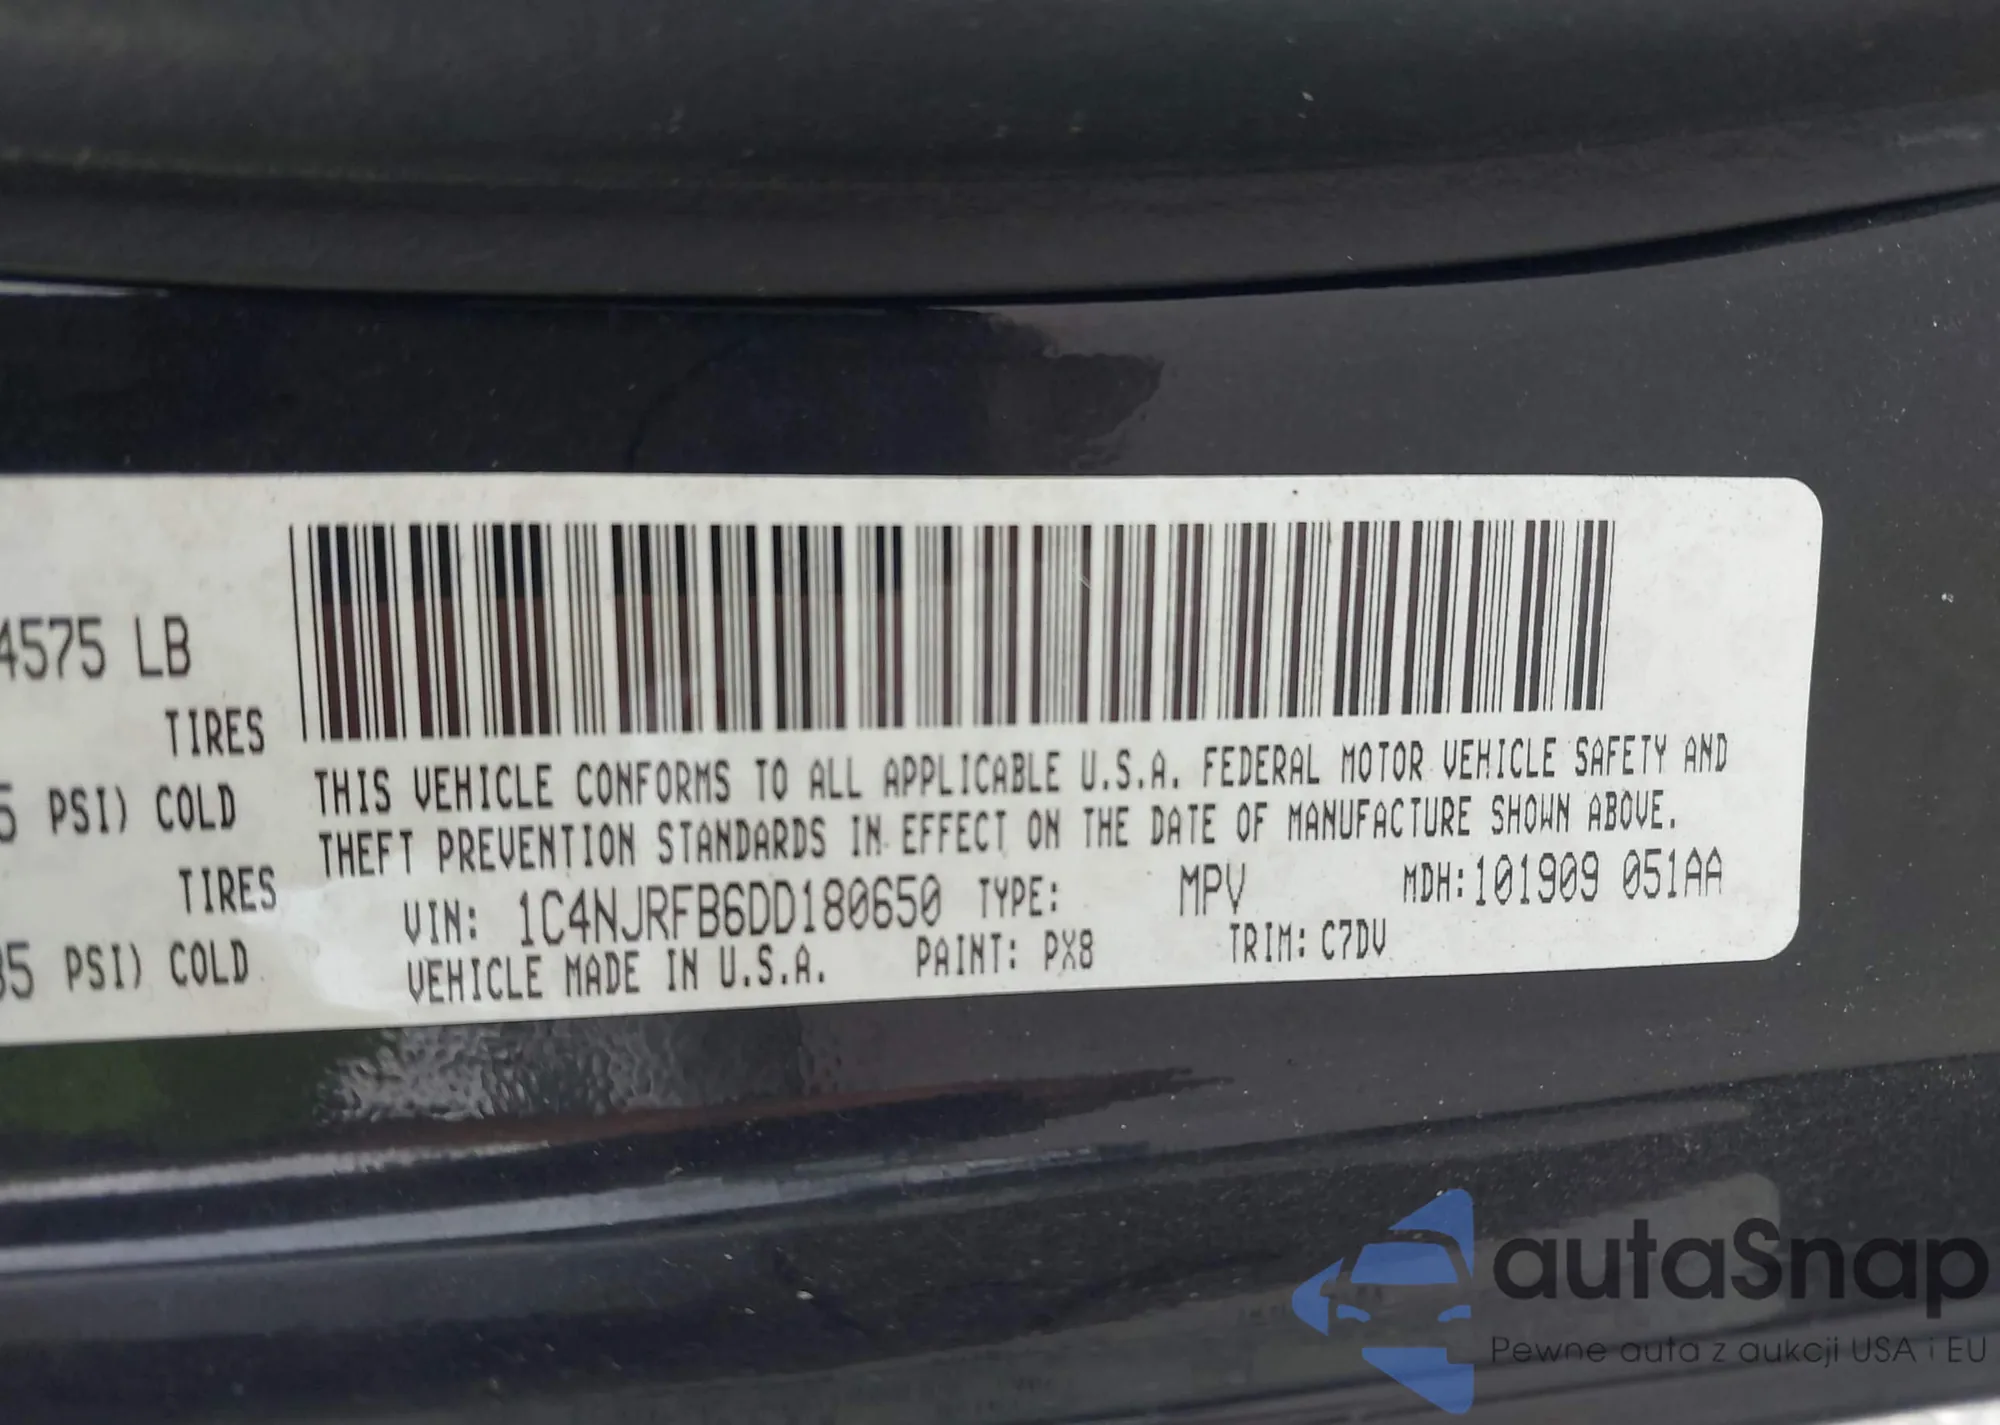 4575 LB
TIRES
5 PSI) COLD
TIRES
35 PSI) COLD
THIS VEHICLE CONFORMS TO ALL APPLICABLE U.S.A. FEDERAL MOTOR VEHICLE SAFETY AND
THEFT PREVENTION STANDARDS IN EFFECT ON THE DATE OF MANUFACTURE SHOWN ABOVE.
VIN: 1C4NJRFB6DD180650 TYPE: MPV MDH:101909 051AA
VEHICLE MADE IN U.S.A. PAINT: PX8 TRIM: C7DV
autaSnap
Pewne auta z aukcji USA i EU